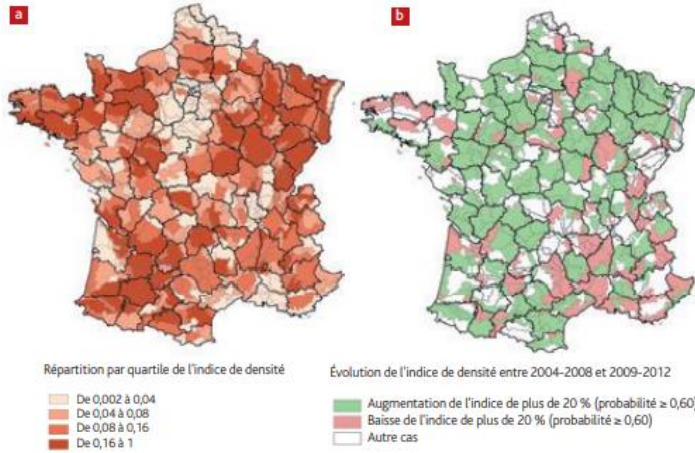 a
b
Répartition par quartile de l'indice de densité
De 0,002 à 0,04
De 0,04 à 0,08
De 0,08 à 0,16
De 0,16 à 1
Évolution de l'indice de densité entre 2004-2008 et 2009-2012
Augmentation de l'indice de plus de 20 % (probabilité ≥ 0,60)
Baisse de l'indice de plus de 20 % (probabilité ≥ 0,60)
Autre cas